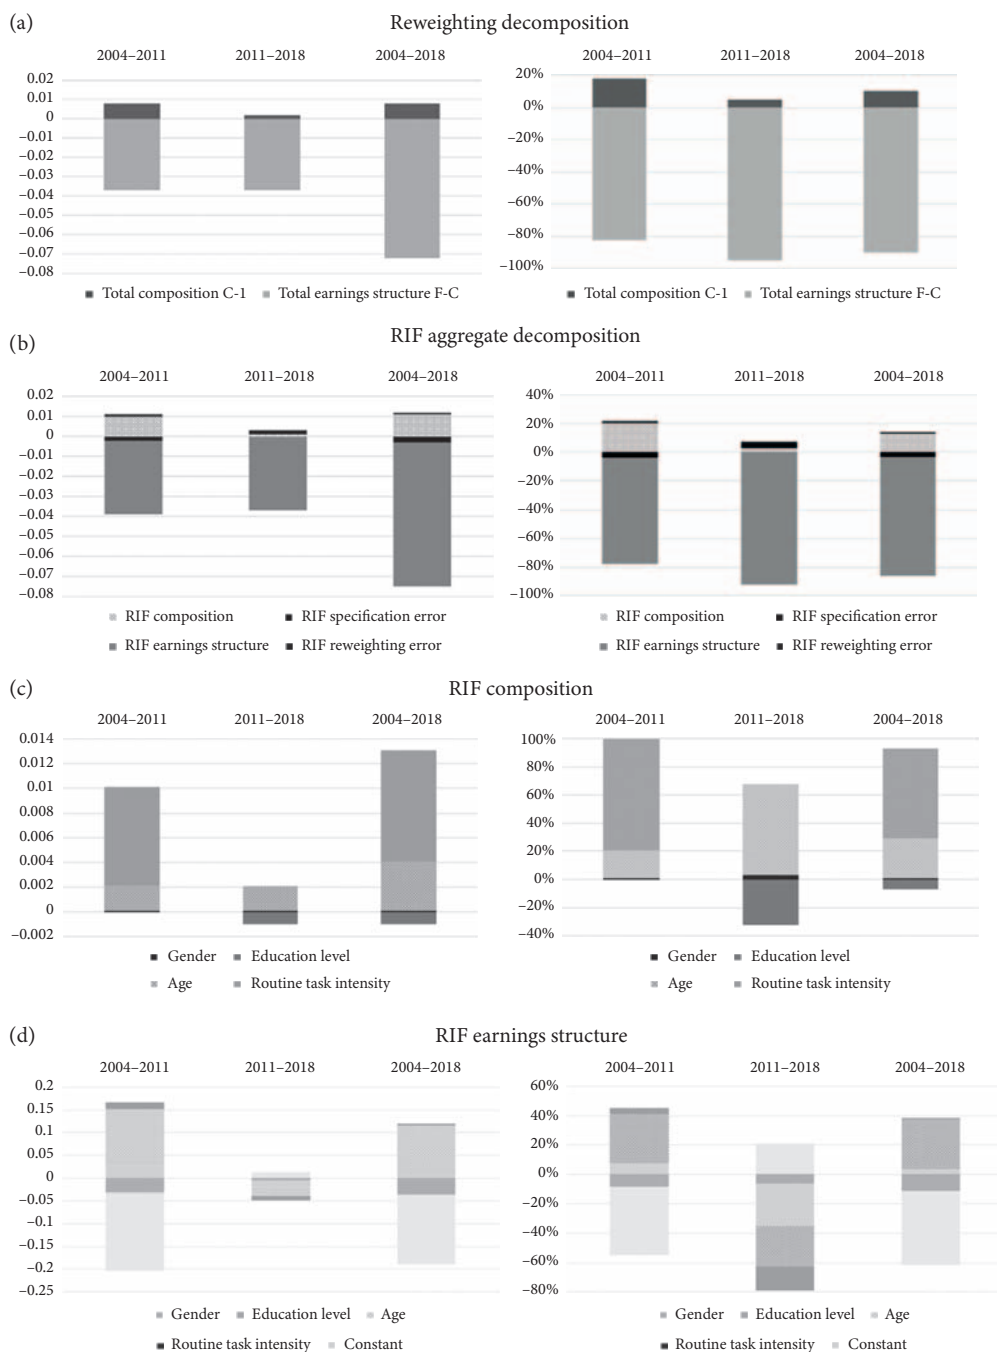 (a)
Reweighting decomposition
2004–2011 2011–2018 2004–2018
0.02
0.01
0
–0.01
–0.02
–0.03
–0.04
–0.05
–0.06
–0.07
–0.08
Total composition C-1 Total earnings structure F-C
2004–2011 2011–2018 2004–2018
20%
0%
–20%
–40%
–60%
–80%
–100%
Total composition C-1 Total earnings structure F-C
(b)
RIF aggregate decomposition
2004–2011 2011–2018 2004–2018
0.02
0.01
0
–0.01
–0.02
–0.03
–0.04
–0.05
–0.06
–0.07
–0.08
RIF composition RIF specification error
RIF earnings structure RIF reweighting error
2004–2011 2011–2018 2004–2018
40%
20%
0%
–20%
–40%
–60%
–80%
–100%
RIF composition RIF specification error
RIF earnings structure RIF reweighting error
(c)
RIF composition
2004–2011 2011–2018 2004–2018
0.014
0.01
0.008
0.006
0.004
0.002
0
–0.002
Gender Education level
Age Routine task intensity
2004–2011 2011–2018 2004–2018
100%
80%
60%
40%
20%
0%
–20%
–40%
Gender Education level
Age Routine task intensity
(d)
RIF earnings structure
2004–2011 2011–2018 2004–2018
0.2
0.15
0.1
0.05
0
–0.05
–0.1
–0.15
–0.2
–0.25
Gender Education level Age
Routine task intensity Constant
2004–2011 2011–2018 2004–2018
60%
40%
20%
0%
–20%
–40%
–60%
–80%
Gender Education level Age
Routine task intensity Constant